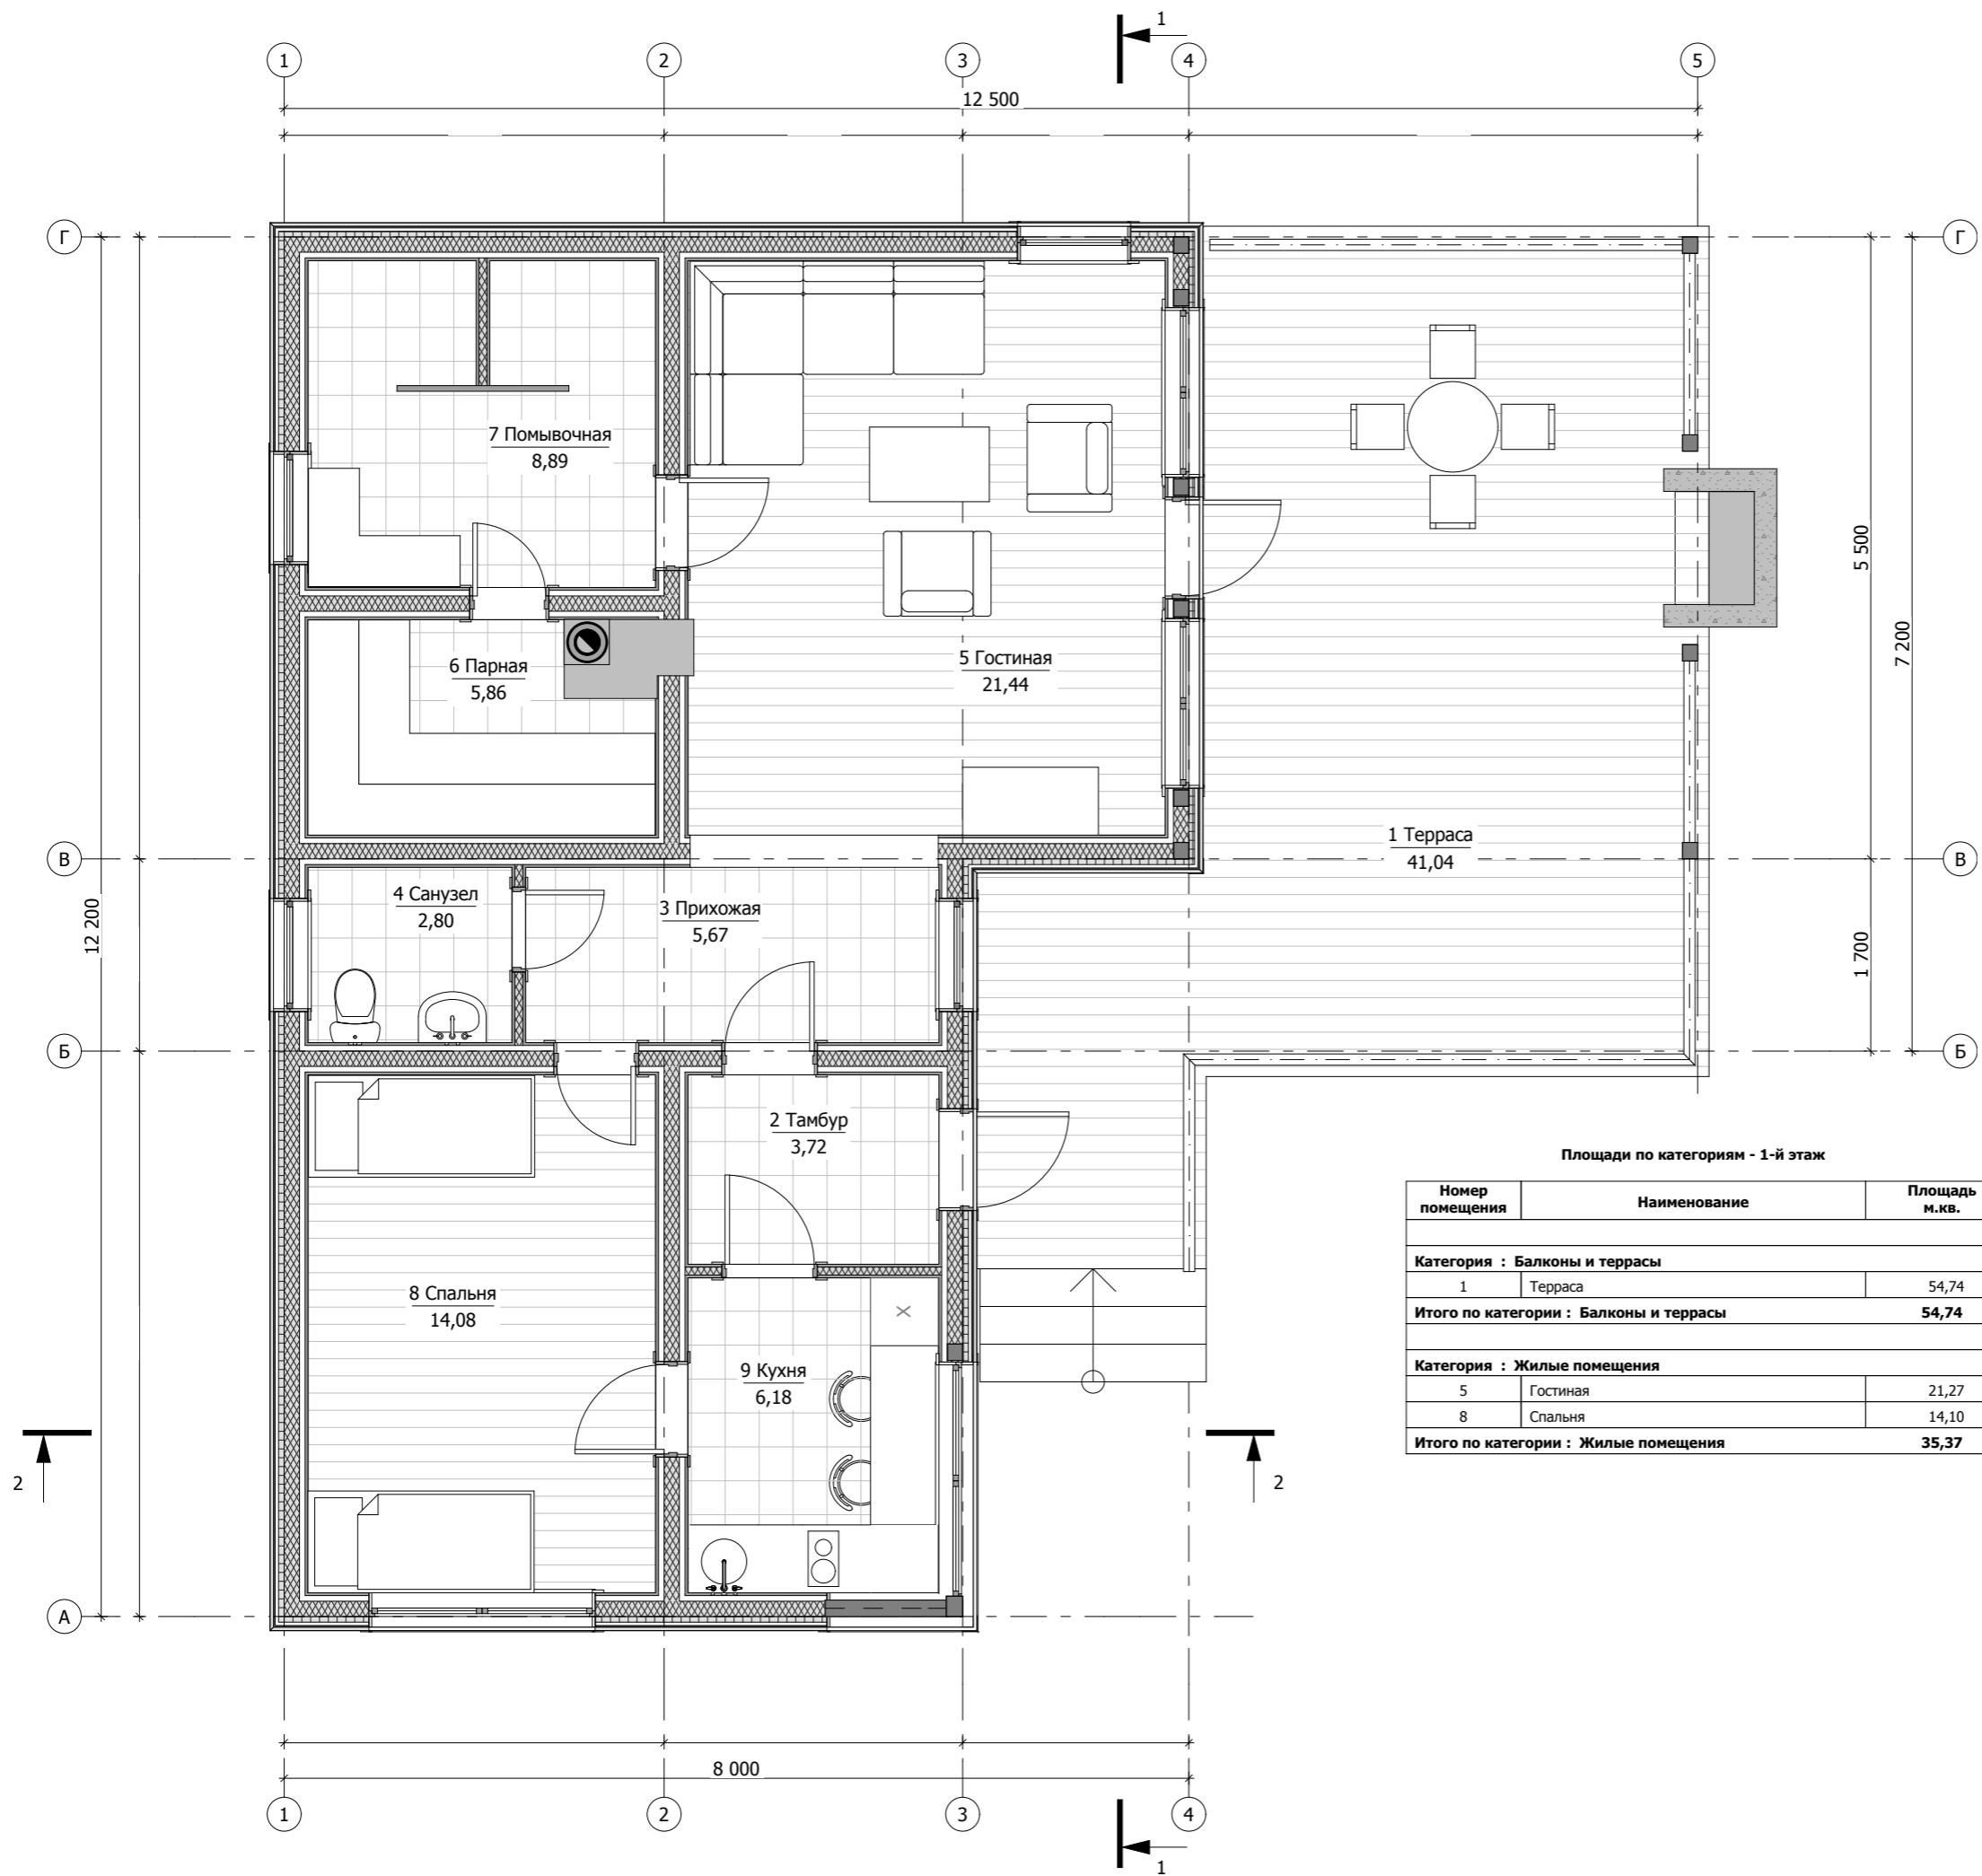 1
1
2
3
4
5
12 500
Г
Г
7 Помывочная
8,89
5 500
7 200
6 Парная
5,86
5 Гостиная
21,44
1 Терраса
41,04
В
В
4 Санузел
2,80
3 Прихожая
5,67
12 200
1 700
Б
Б
2 Тамбур
3,72
8 Спальня
14,08
9 Кухня
6,18
X
Площади по категориям - 1-й этаж
Номер помещения Наименование Площадь м.кв.
Категория : Балконы и террасы
1 Терраса 54,74
Итого по категории : Балконы и террасы 54,74
Категория : Жилые помещения
5 Гостиная 21,27
8 Спальня 14,10
Итого по категории : Жилые помещения 35,37
2
2
А
8 000
1
2
3
4
1